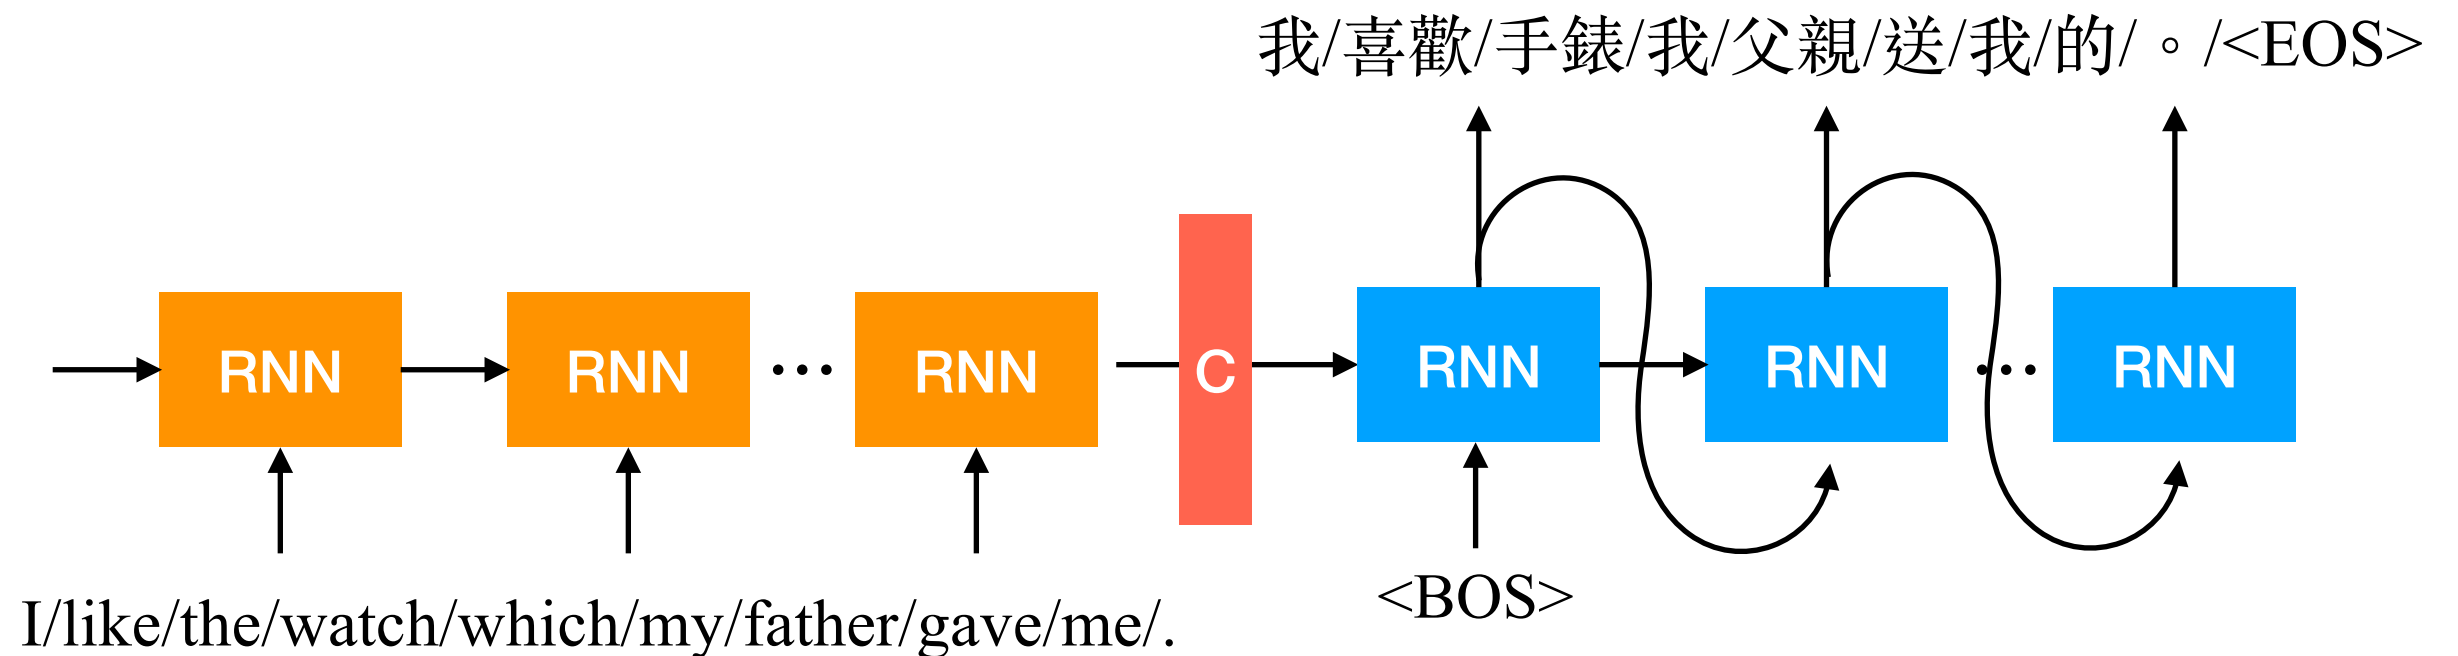 我/喜歡/手錶/我/父親/送/我/的/。/<EOS>
RNN RNN ... RNN C RNN RNN ... RNN
<BOS>
I/like/the/watch/which/my/father/gave/me/.